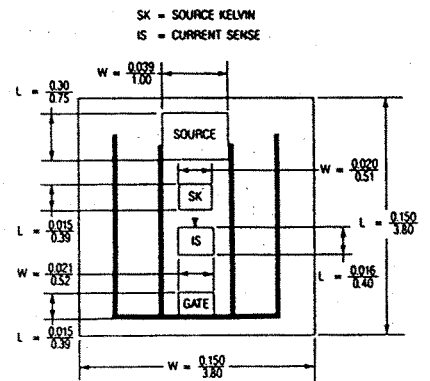 SK = SOURCE KELVIN
IS = CURRENT SENSE
W = 0.039/1.00
L = 0.30/0.75
SOURCE
W = 0.020/0.51
SK
L = 0.015/0.39
IS
L = 0.150/3.80
W = 0.021/0.52
L = 0.016/0.40
GATE
L = 0.015/0.39
W = 0.150/3.80